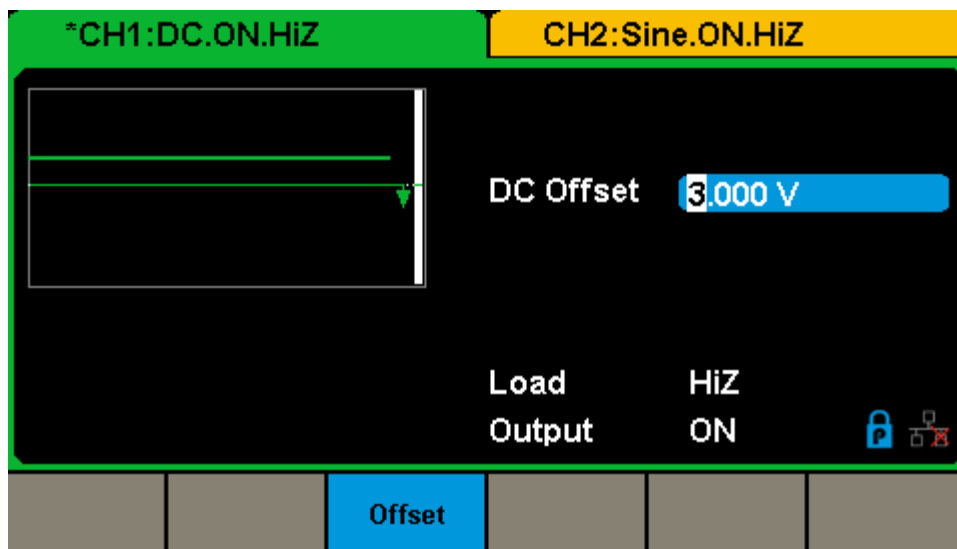 *CH1:DC.ON.HiZ
CH2:Sine.ON.HiZ
DC Offset 3.000 V
Load HiZ
Output ON
P
Offset